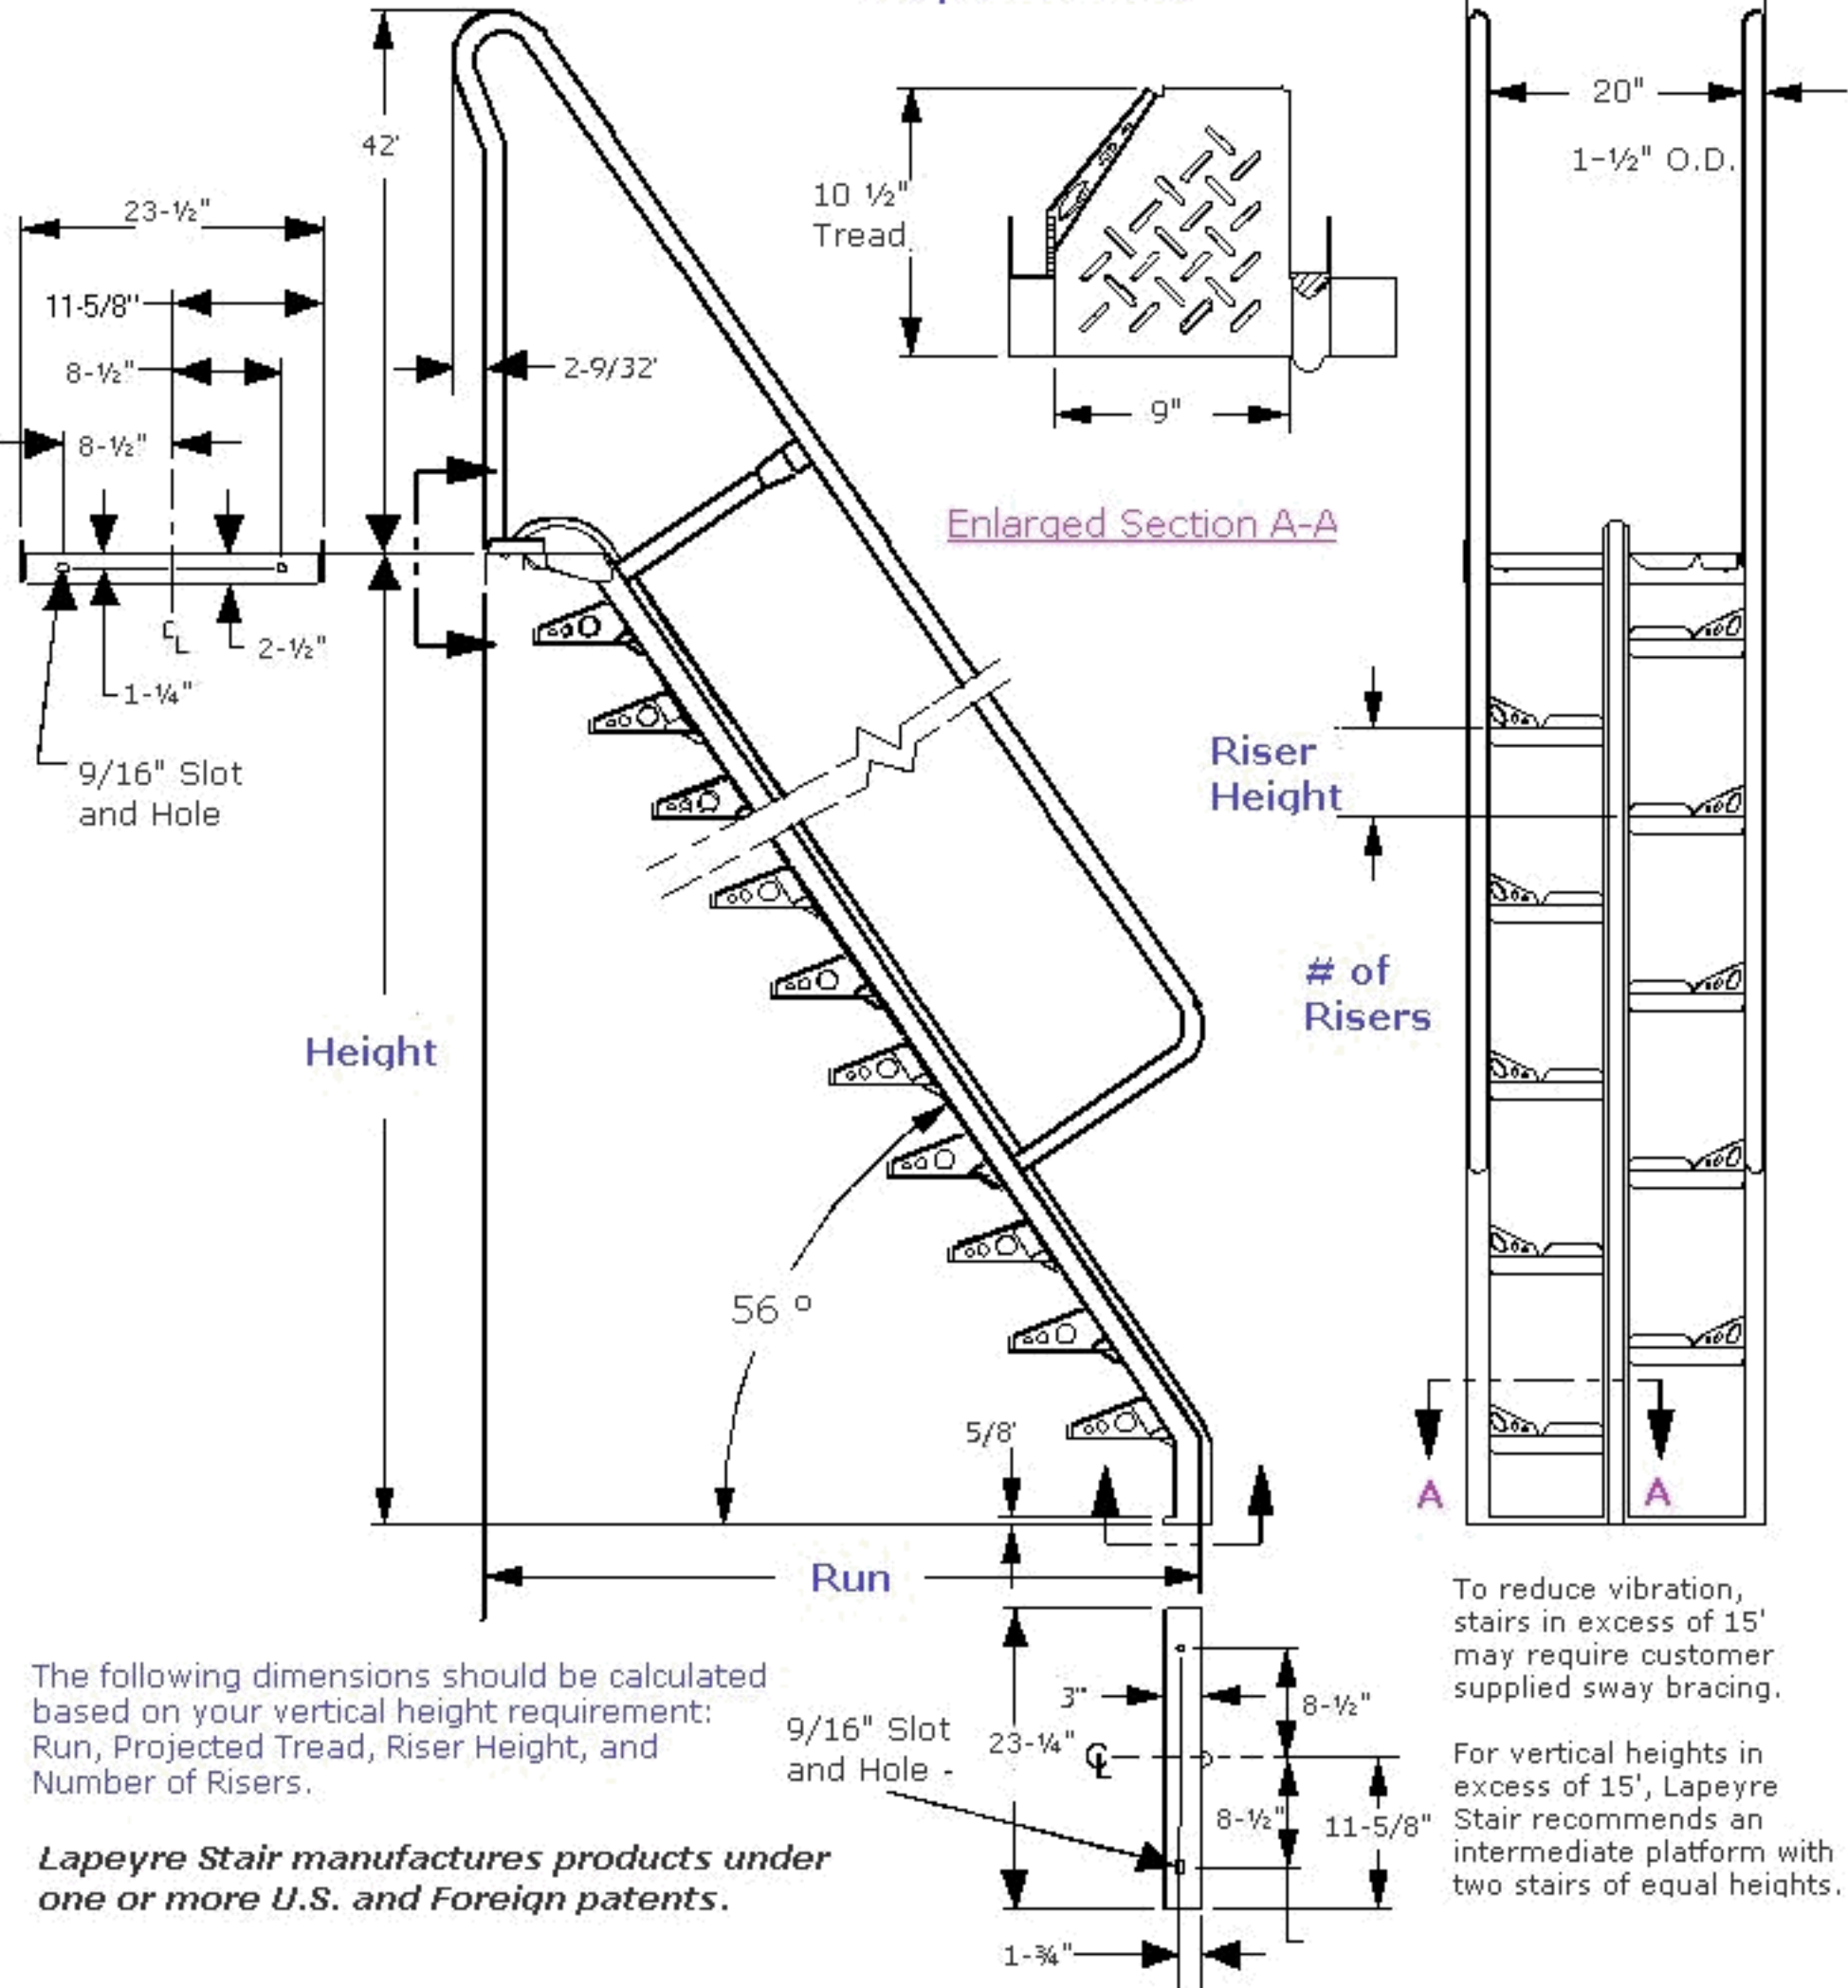 42'
20"
1-½" O.D.
10 ½"
Tread
23-½"
11-5/8"
8-½"
2-9/32'
9"
8-½"
Enlarged Section A-A
2-½"
1-¼"
9/16" Slot
and Hole
Riser
Height
# of
Risers
Height
56 º
5/8'
A
A
Run
To reduce vibration,
stairs in excess of 15'
may require customer
supplied sway bracing.
For vertical heights in
excess of 15', Lapeyre
Stair recommends an
intermediate platform with
two stairs of equal heights.
The following dimensions should be calculated
based on your vertical height requirement:
Run, Projected Tread, Riser Height, and
Number of Risers.
Lapeyre Stair manufactures products under
one or more U.S. and Foreign patents.
9/16" Slot
and Hole -
3"
8-½"
23-¼"
8-½"
11-5/8"
1-¾"